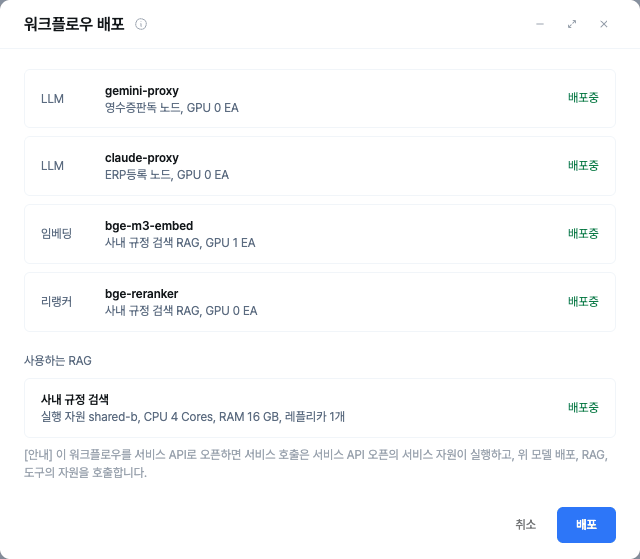 워크플로우 배포
LLM
gemini-proxy
영수증판독 노드, GPU 0 EA
배포중
LLM
claude-proxy
ERP등록 노드, GPU 0 EA
배포중
임베딩
bge-m3-embed
사내 규정 검색 RAG, GPU 1 EA
배포중
리랭커
bge-reranker
사내 규정 검색 RAG, GPU 0 EA
배포중
사용하는 RAG
사내 규정 검색
실행 자원 shared-b, CPU 4 Cores, RAM 16 GB, 레플리카 1개
배포중
[안내] 이 워크플로우를 서비스 API로 오픈하면 서비스 호출은 서비스 API 오픈의 서비스 자원이 실행하고, 위 모델 배포, RAG,
도구의 자원을 호출합니다.
취소
배포